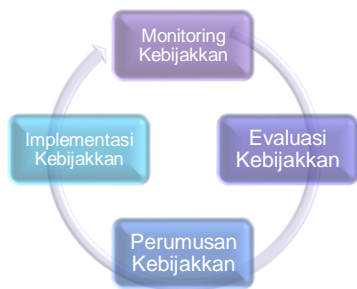 Monitoring
Kebijakkan
Evaluasi
Kebijakkan
Perumusan
Kebijakkan
Implementasi
Kebijakkan